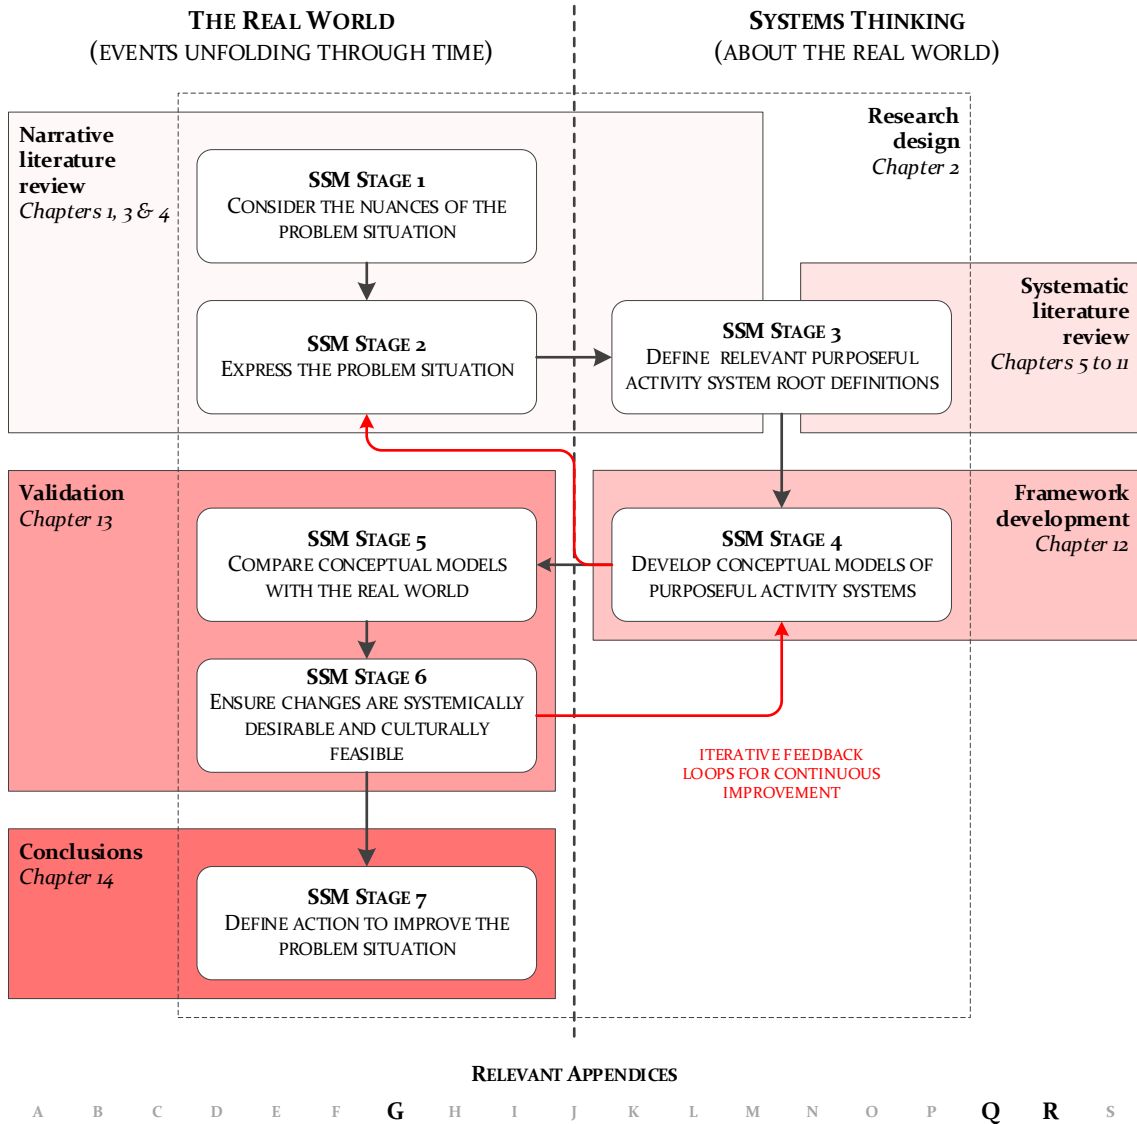 THE REAL WORLD
(EVENTS UNFOLDING THROUGH TIME)
SYSTEMS THINKING
(ABOUT THE REAL WORLD)
Narrative
literature
review
Chapters 1, 3 & 4
Research
design
Chapter 2
SSM STAGE 1
CONSIDER THE NUANCES OF THE
PROBLEM SITUATION
SSM STAGE 2
EXPRESS THE PROBLEM SITUATION
SSM STAGE 3
DEFINE RELEVANT PURPOSEFUL
ACTIVITY SYSTEM ROOT DEFINITIONS
Systematic
literature
review
Chapters 5 to 11
Validation
Chapter 13
SSM STAGE 5
COMPARE CONCEPTUAL MODELS
WITH THE REAL WORLD
SSM STAGE 4
DEVELOP CONCEPTUAL MODELS OF
PURPOSEFUL ACTIVITY SYSTEMS
Framework
development
Chapter 12
SSM STAGE 6
ENSURE CHANGES ARE SYSTEMICALLY
DESIRABLE AND CULTURALLY
FEASIBLE
ITERATIVE FEEDBACK
LOOPS FOR CONTINUOUS
IMPROVEMENT
Conclusions
Chapter 14
SSM STAGE 7
DEFINE ACTION TO IMPROVE THE
PROBLEM SITUATION
RELEVANT APPENDICES
A B C D E F G H I J K L M N O P Q R S